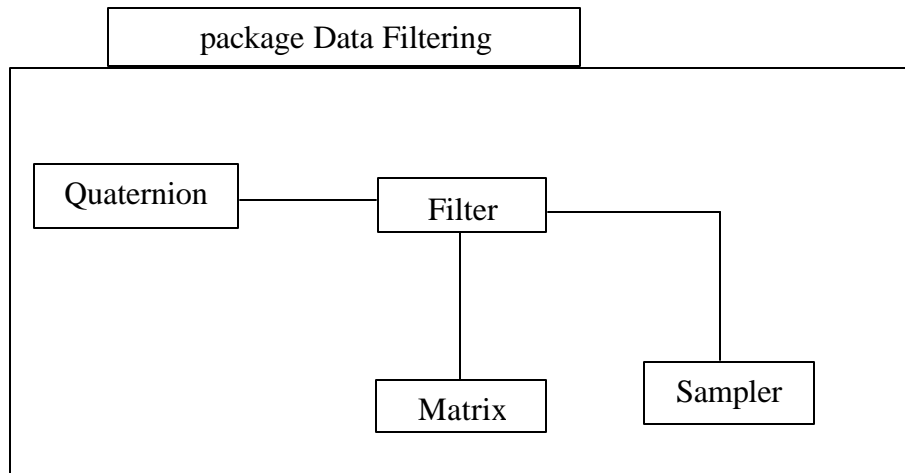 package Data Filtering
Quaternion
Filter
Matrix
Sampler